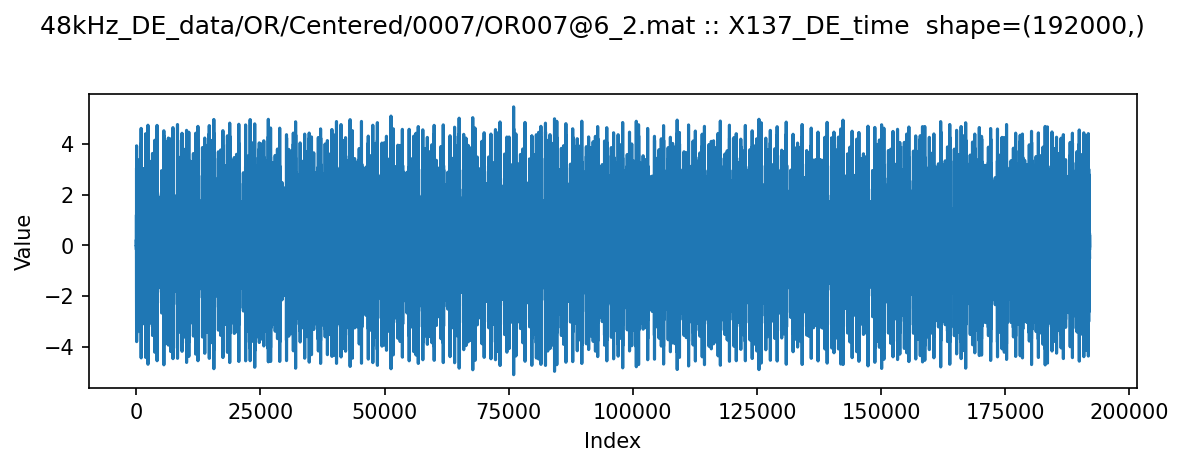 48kHz_DE_data/OR/Centered/0007/OR007@6_2.mat :: X137_DE_time  shape=(192000,)
4
2
0
−2
−4
Value
0 25000 50000 75000 100000 125000 150000 175000 200000
Index